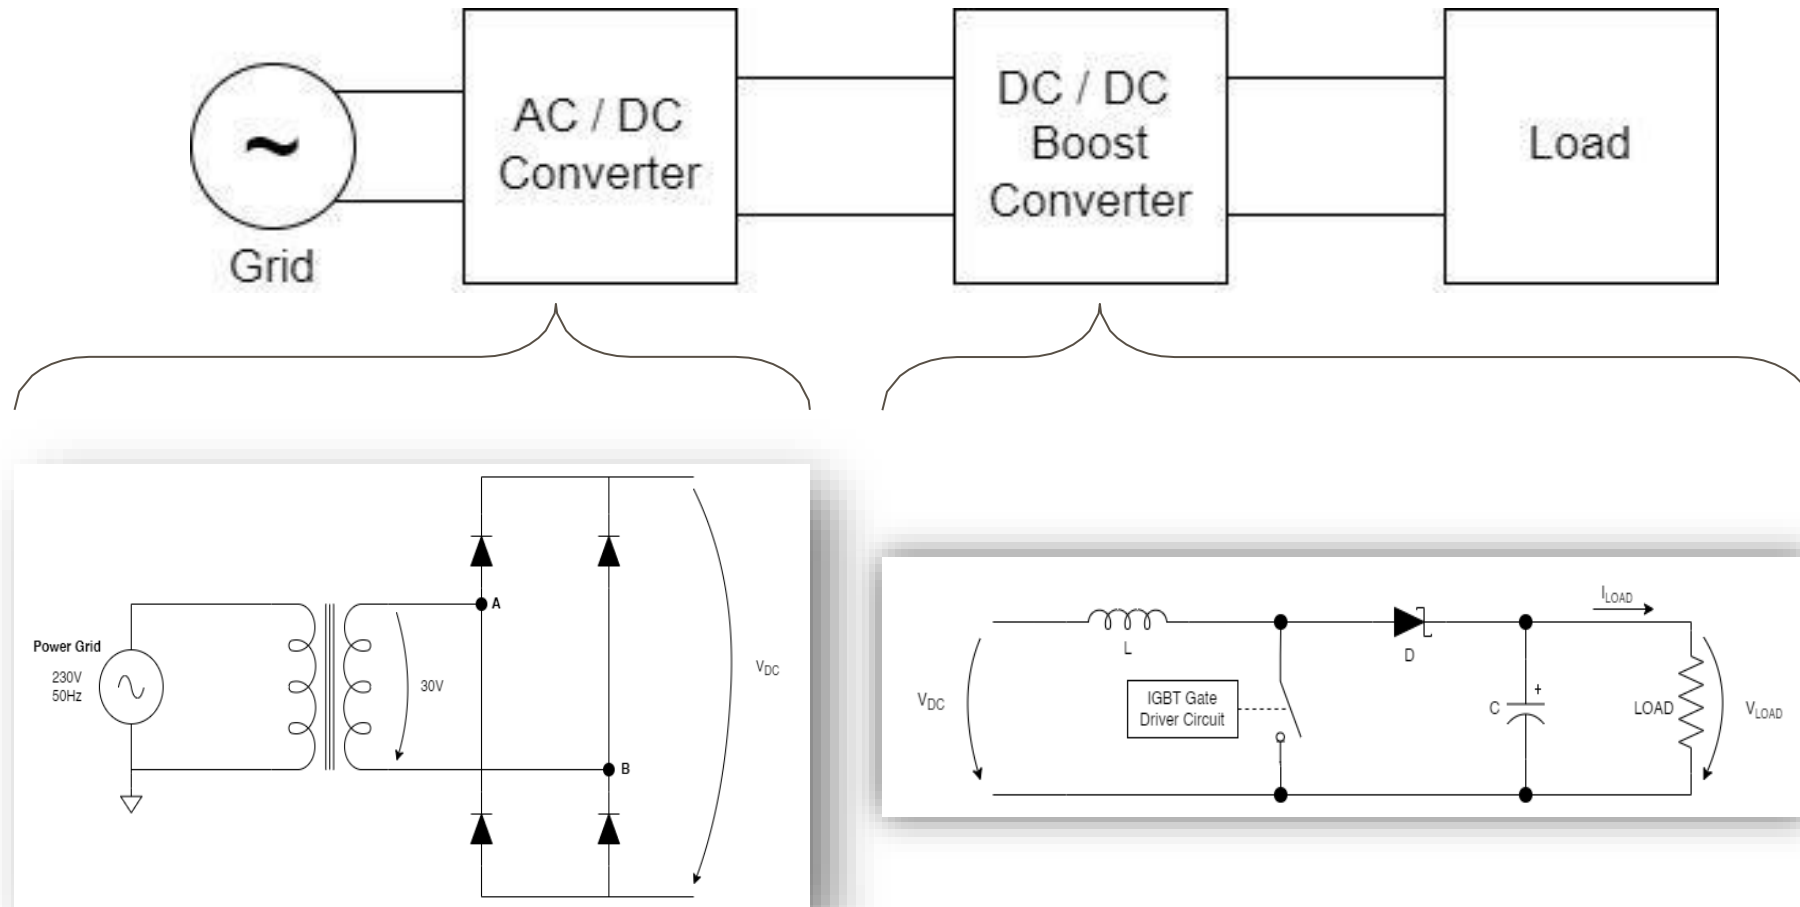 ~
Grid
AC / DC
Converter
DC / DC
Boost
Converter
Load
Power Grid
230V
50Hz
30V
A
B
VDC
VDC
L
IGBT Gate
Driver Circuit
D
C
+
ILOAD
LOAD
VLOAD